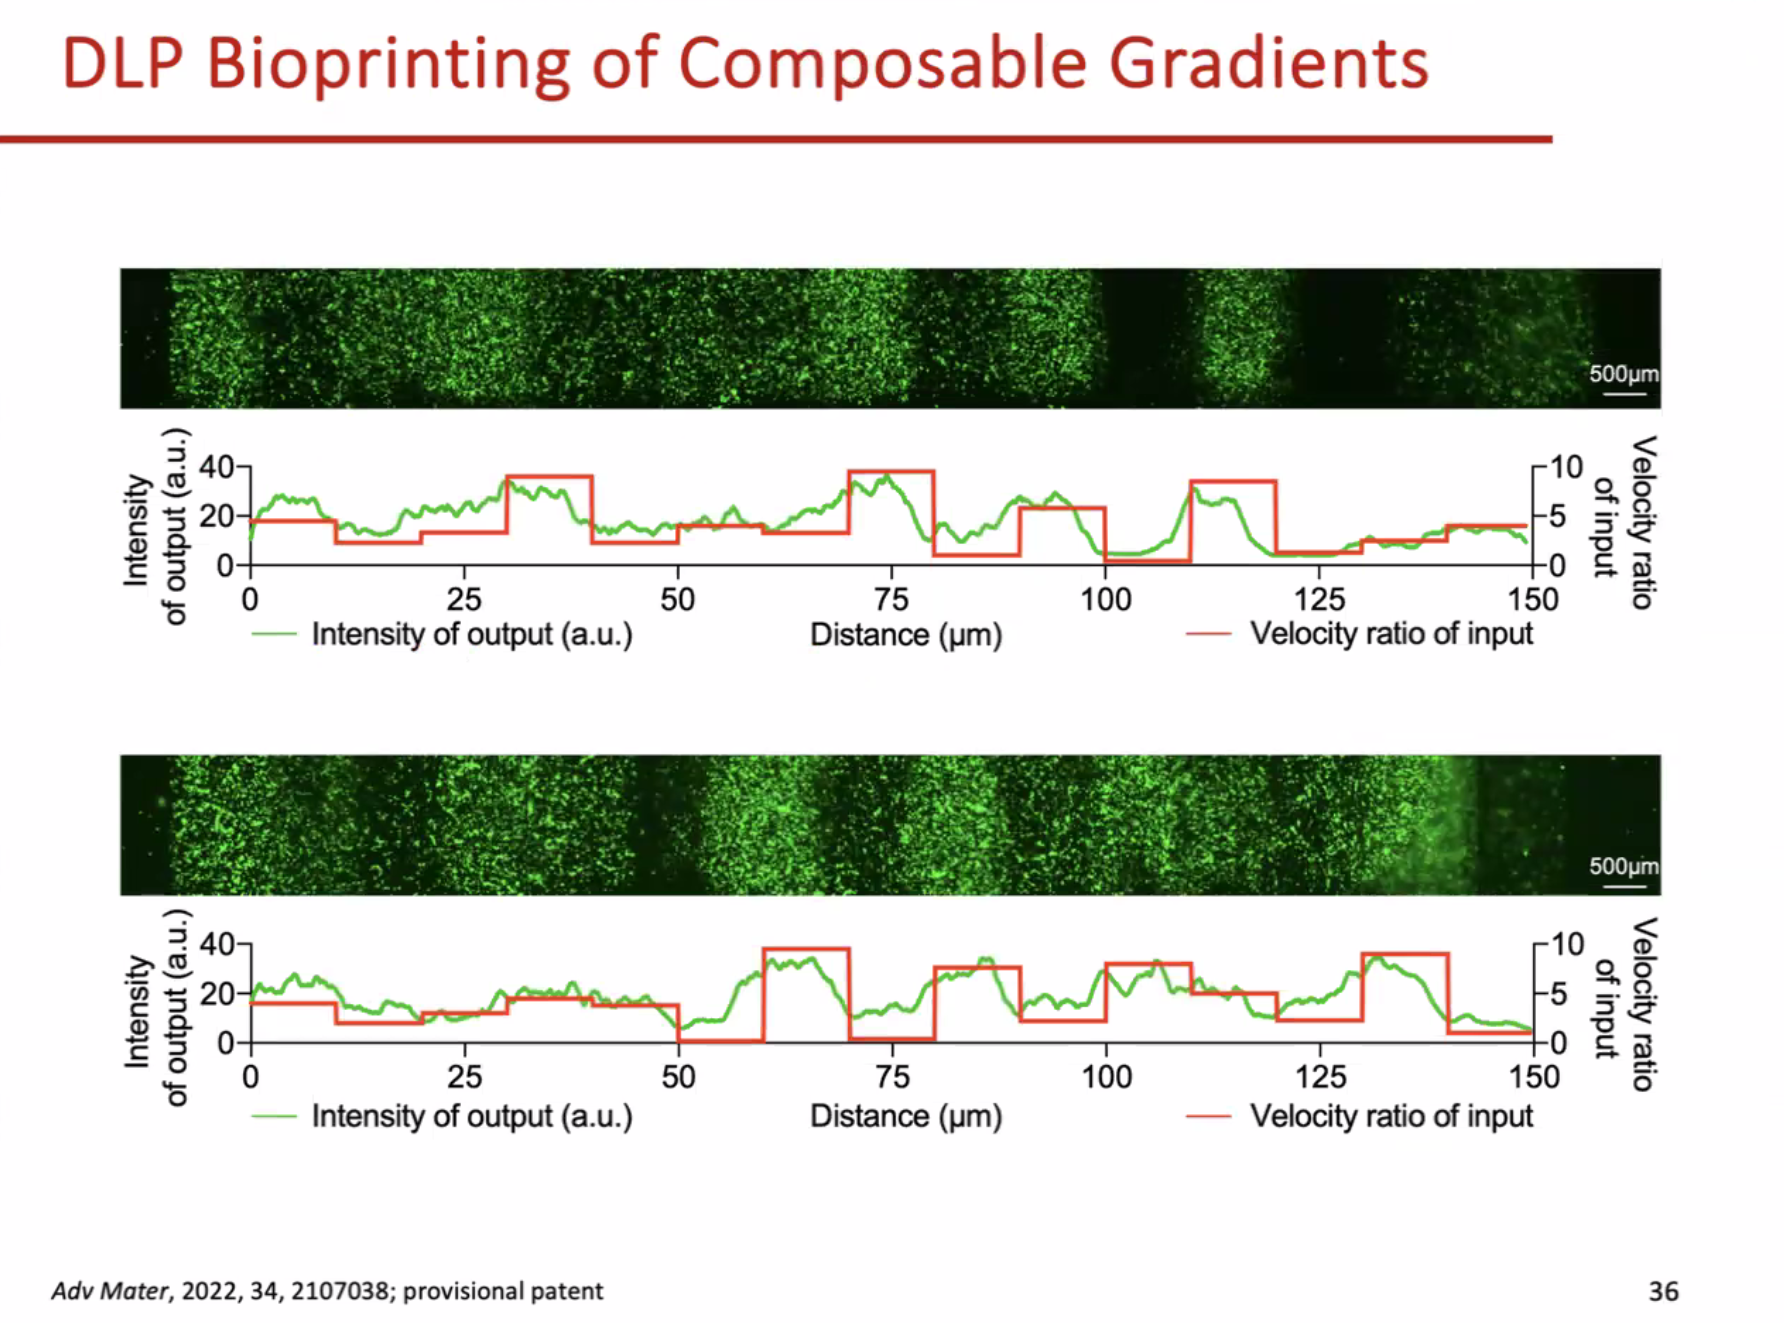 DLP Bioprinting of Composable Gradients
500µm
Intensity
of output (a.u.)
40
20
0
10
5
0
Velocity ratio
of input
0 25 50 75 100 125 150
Intensity of output (a.u.) Distance (µm) Velocity ratio of input
500µm
Intensity
of output (a.u.)
40
20
0
10
5
0
Velocity ratio
of input
0 25 50 75 100 125 150
Intensity of output (a.u.) Distance (µm) Velocity ratio of input
Adv Mater, 2022, 34, 2107038; provisional patent
36